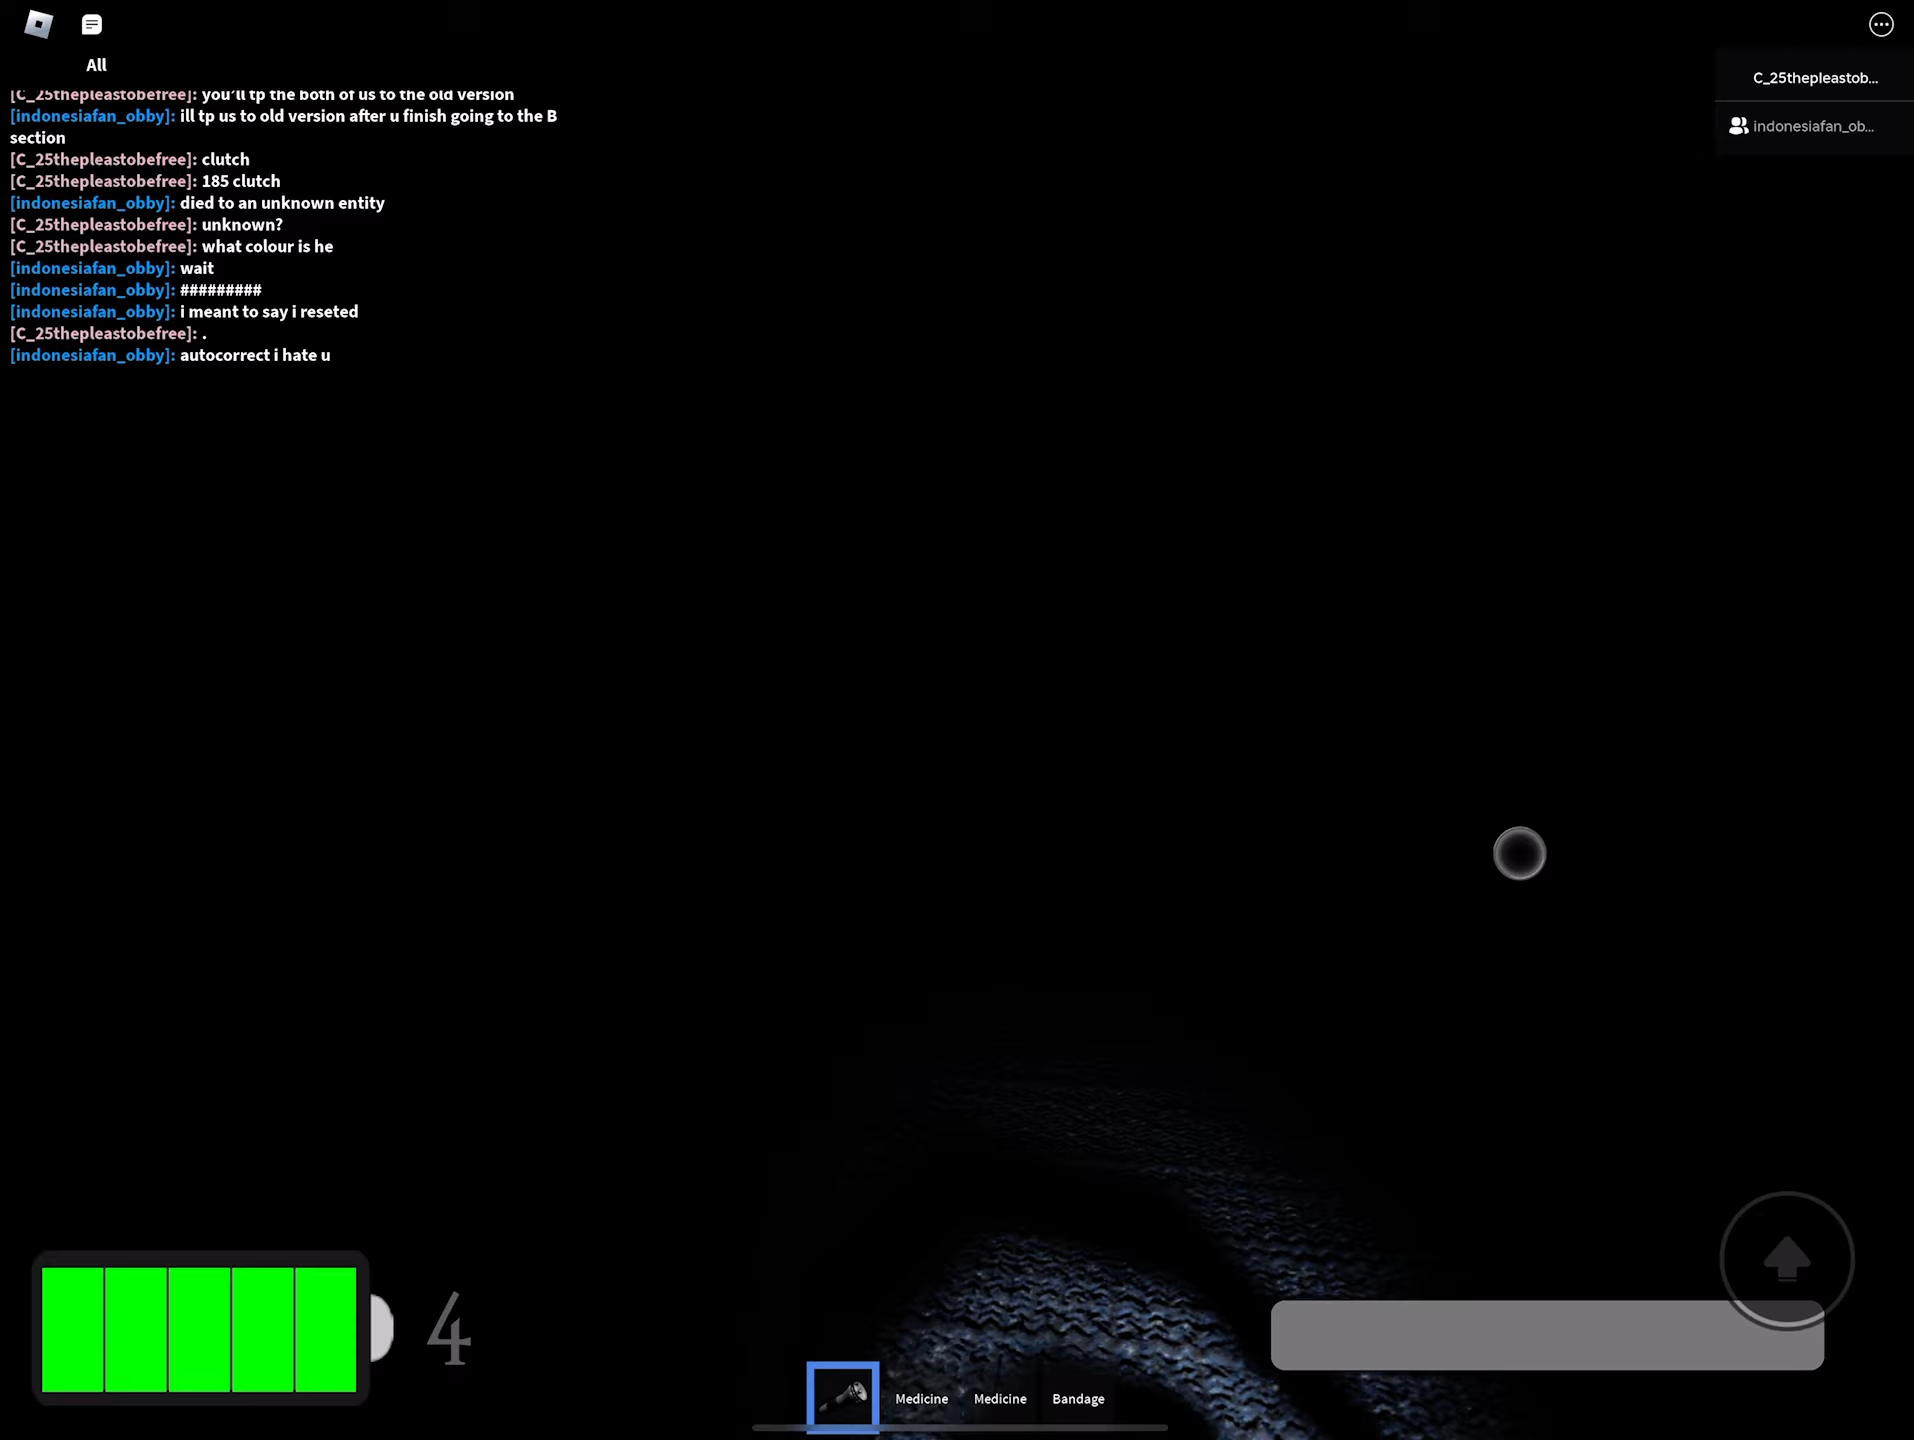 All
C_25thepleastob...
[C_25thepleastobefree]: you'll tp the both of us to the old version
indonesiafan_ob...
[indonesiafan_obby]: ill tp us to old version after u finish going to the B
section
[C_25thepleastobefree]: clutch
[C_25thepleastobefree]: 185 clutch
[indonesiafan_obby]: died to an unknown entity
[C_25thepleastobefree]: unknown?
[C_25thepleastobefree]: what colour is he
[indonesiafan_obby]: wait
[indonesiafan_obby]: #########
[indonesiafan_obby]: i meant to say i reseted
[C_25thepleastobefree]: .
[indonesiafan_obby]: autocorrect i hate u
4
Medicine Medicine Bandage